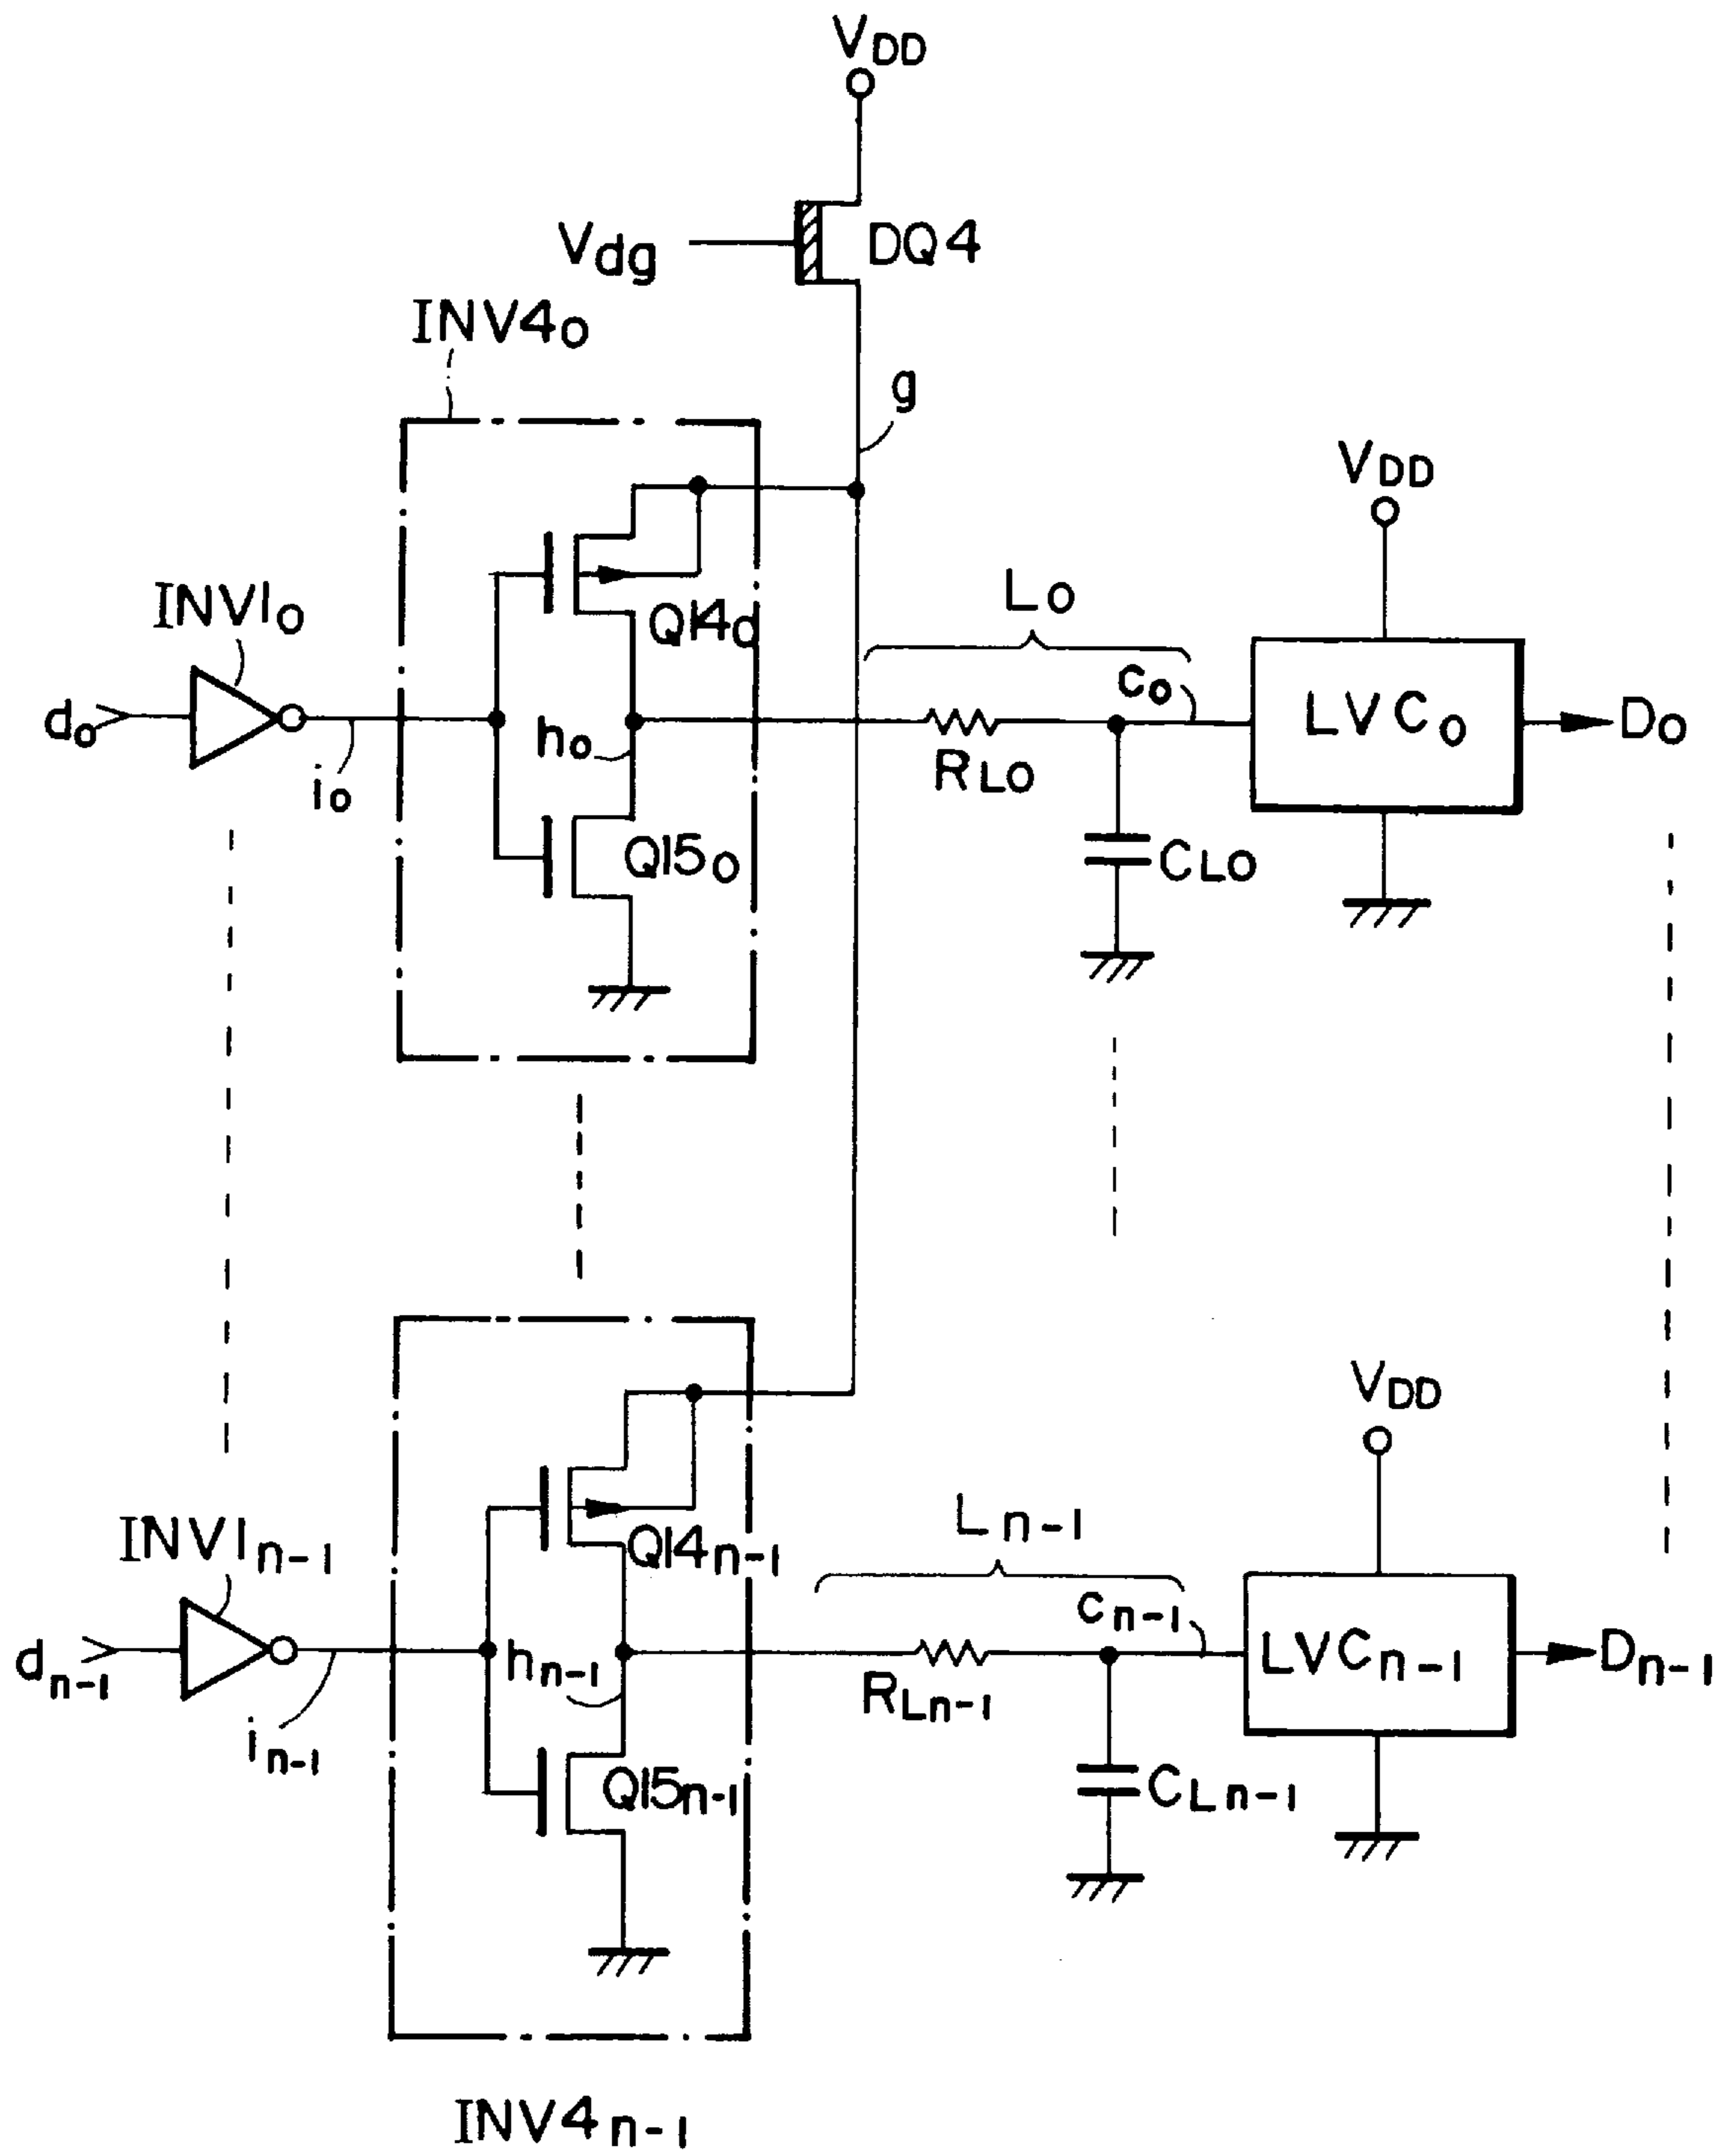 VDD
Vdg
DQ4
INV4o
g
VDD
INV1o
Q14o
Lo
co
LVCo
Do
do
io
ho
RLo
Q15o
CLo
VDD
INV1n-1
Q14n-1
Ln-1
cn-1
LVCn-1
Dn-1
dn-1
in-1
hn-1
RLn-1
Q15n-1
CLn-1
INV4n-1